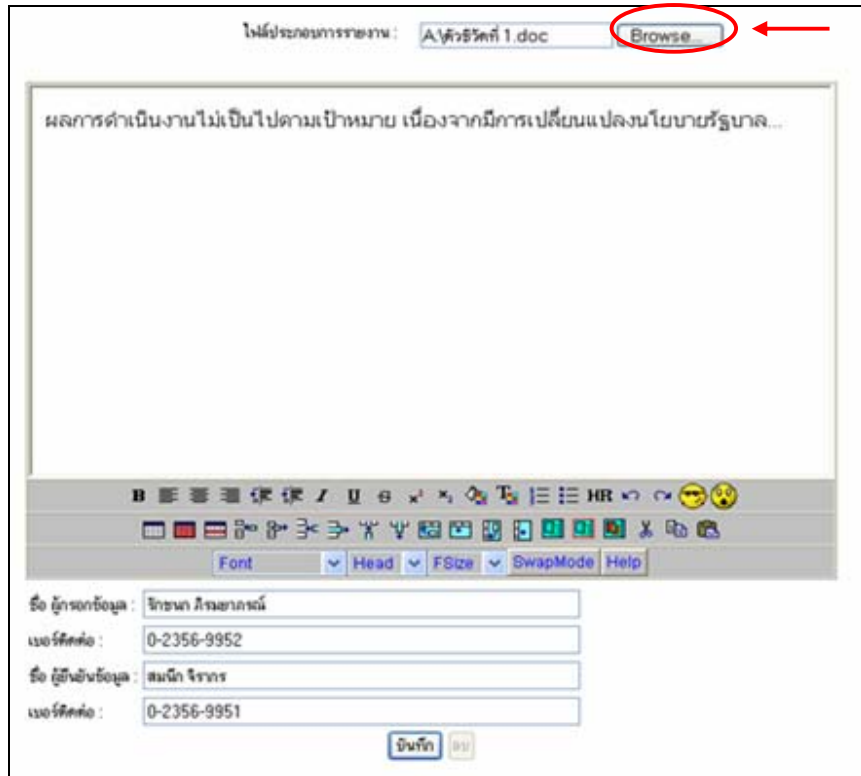 ไฟล์ประกอบการรายงาน : A:\ตัวชี้วัดที่ 1.doc Browse...
ผลการดำเนินงานไม่เป็นไปตามเป้าหมาย เนื่องจากมีการเปลี่ยนแปลงนโยบายรัฐบาล...
B I U S x² x₂ HR
Font Head FSize SwapMode Help
ชื่อ ผู้กรอกข้อมูล : รักชนก ภิรมยาภรณ์
เบอร์ติดต่อ : 0-2356-9952
ชื่อ ผู้ยืนยันข้อมูล : สมนึก จิรากร
เบอร์ติดต่อ : 0-2356-9951
บันทึก ลบ